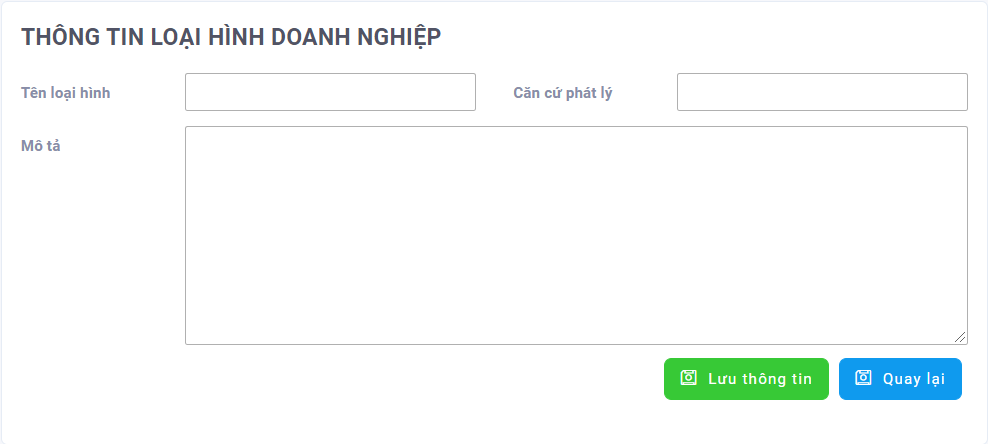 THÔNG TIN LOẠI HÌNH DOANH NGHIỆP
Tên loại hình
Căn cứ phát lý
Mô tả
Lưu thông tin
Quay lại